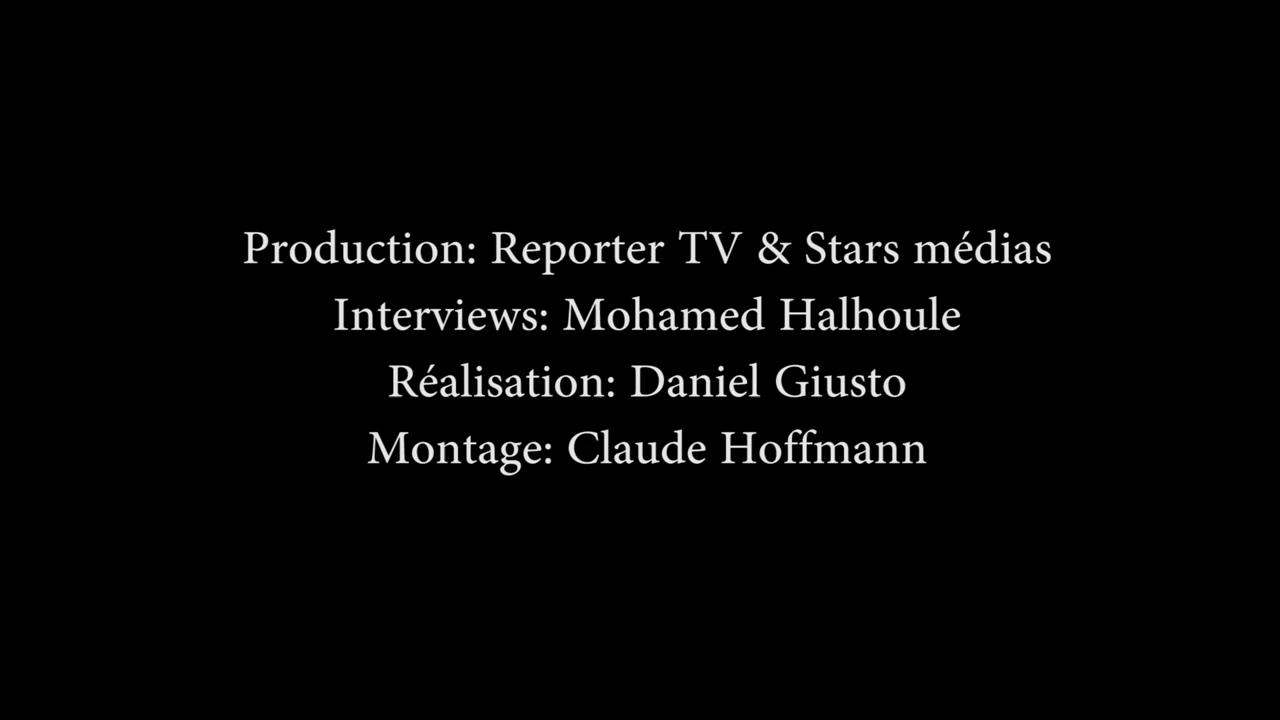 Production: Reporter TV & Stars médias
Interviews: Mohamed Halhoule
Réalisation: Daniel Giusto
Montage: Claude Hoffmann